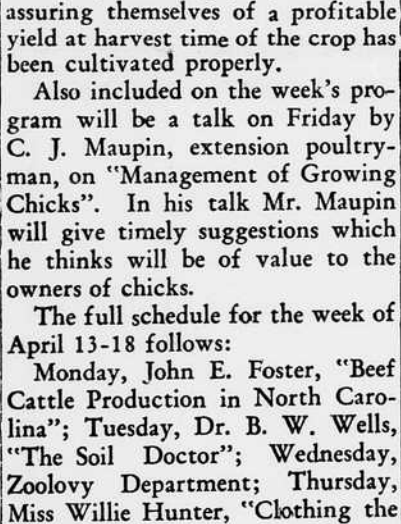 assuring themselves of a profitable
yield at harvest time of the crop has
been cultivated properly.
Also included on the week's pro-
gram will be a talk on Friday by
C. J. Maupin, extension poultry-
man, on "Management of Growing
Chicks". In his talk Mr. Maupin
will give timely suggestions which
he thinks will be of value to the
owners of chicks.
The full schedule for the week of
April 13-18 follows:
Monday, John E. Foster, "Beef
Cattle Production in North Caro-
lina"; Tuesday, Dr. B. W. Wells,
"The Soil Doctor"; Wednesday,
Zoolovy Department; Thursday,
Miss Willie Hunter, "Clothing the